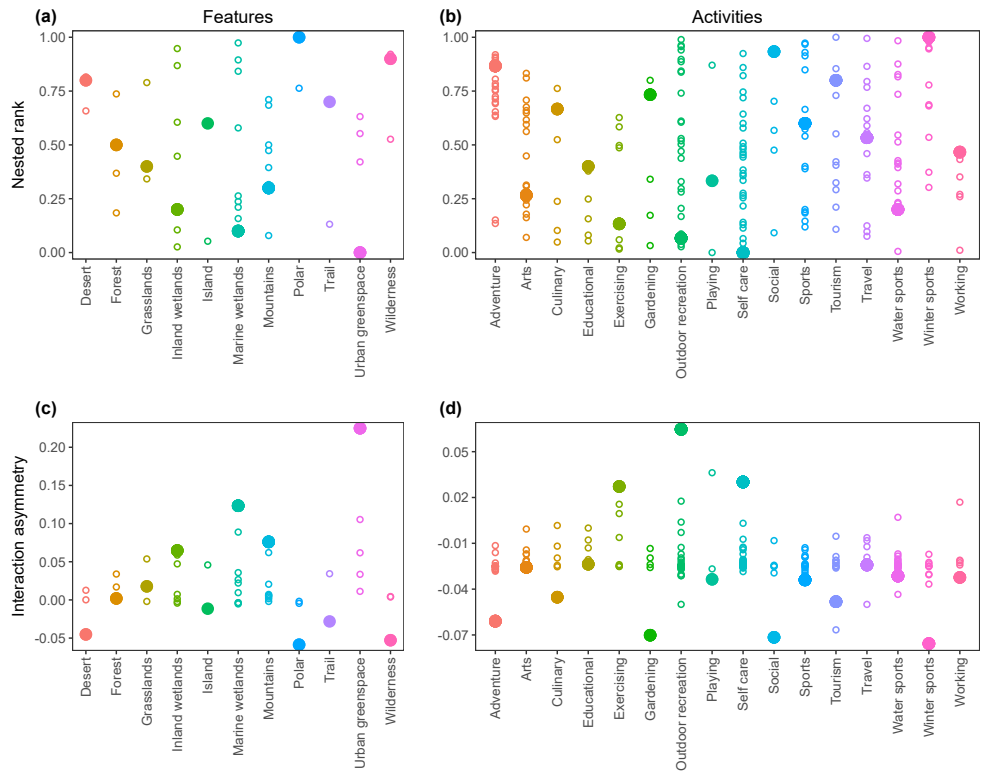 (a)
Features
(b)
Activities
Nested rank
1.00
0.75
0.50
0.25
0.00
Desert
Forest
Grasslands
Inland wetlands
Island
Marine wetlands
Mountains
Polar
Trail
Urban greenspace
Wilderness
1.00
0.75
0.50
0.25
0.00
Adventure
Arts
Culinary
Educational
Exercising
Gardening
Outdoor recreation
Playing
Self care
Social
Sports
Tourism
Travel
Water sports
Winter sports
Working
(c)
(d)
Interaction asymmetry
0.20
0.15
0.10
0.05
0.00
-0.05
Desert
Forest
Grasslands
Inland wetlands
Island
Marine wetlands
Mountains
Polar
Trail
Urban greenspace
Wilderness
0.05
0.02
-0.01
-0.04
-0.07
Adventure
Arts
Culinary
Educational
Exercising
Gardening
Outdoor recreation
Playing
Self care
Social
Sports
Tourism
Travel
Water sports
Winter sports
Working